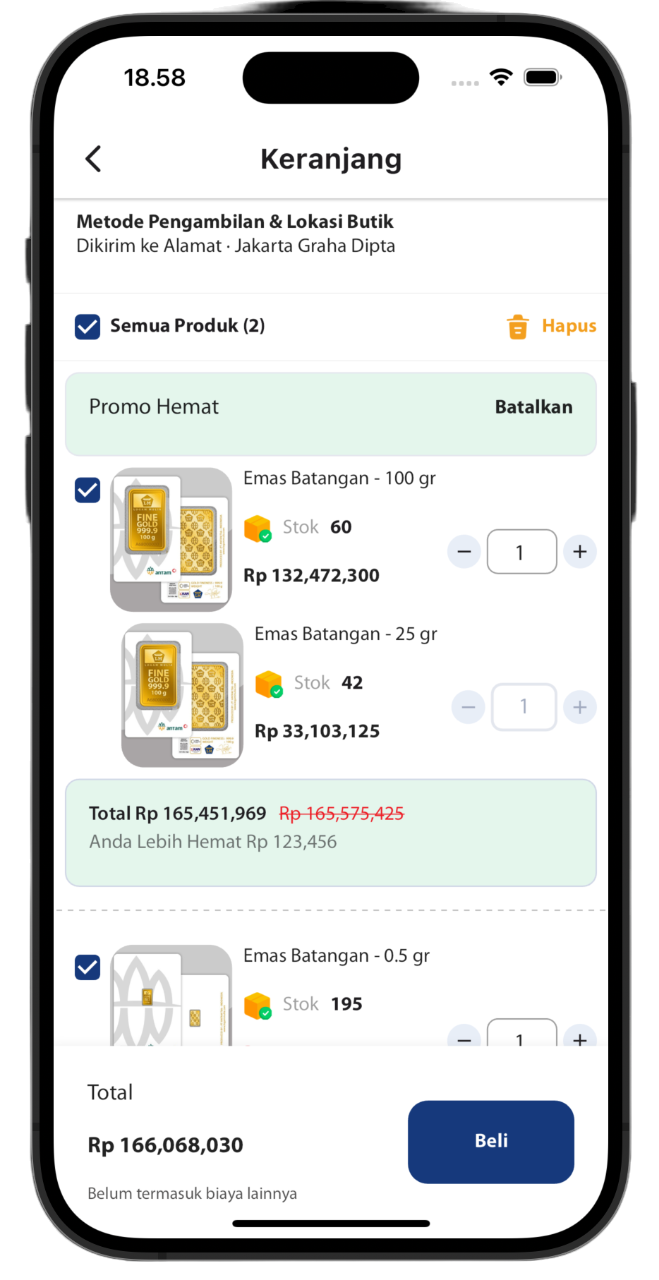 18.58
Keranjang
Metode Pengambilan & Lokasi Butik
Dikirim ke Alamat · Jakarta Graha Dipta
Semua Produk (2)
Hapus
Promo Hemat
Batalkan
Emas Batangan - 100 gr
FINE
GOLD
999.9
100 g
antam
Stok 60
1
Rp 132,472,300
Emas Batangan - 25 gr
FINE
GOLD
999.9
100 g
antam
Stok 42
1
Rp 33,103,125
Total Rp 165,451,969 Rp 165,575,425
Anda Lebih Hemat Rp 123,456
Emas Batangan - 0.5 gr
Stok 195
1
Total
Rp 166,068,030
Beli
Belum termasuk biaya lainnya